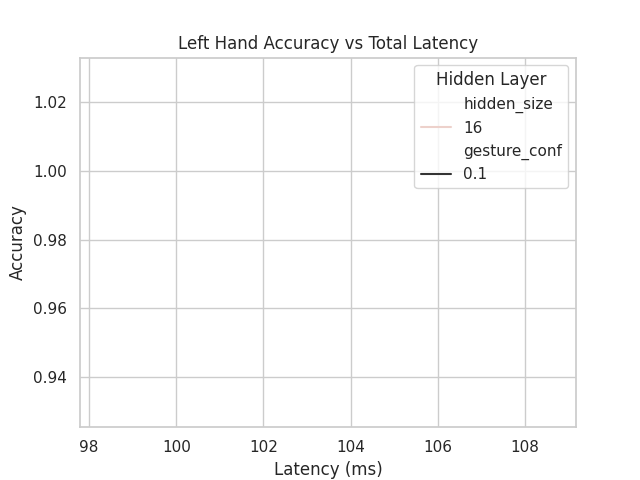 Left Hand Accuracy vs Total Latency
Hidden Layer
hidden_size
16
gesture_conf
0.1
1.02
1.00
0.98
0.96
0.94
Accuracy
98 100 102 104 106 108
Latency (ms)